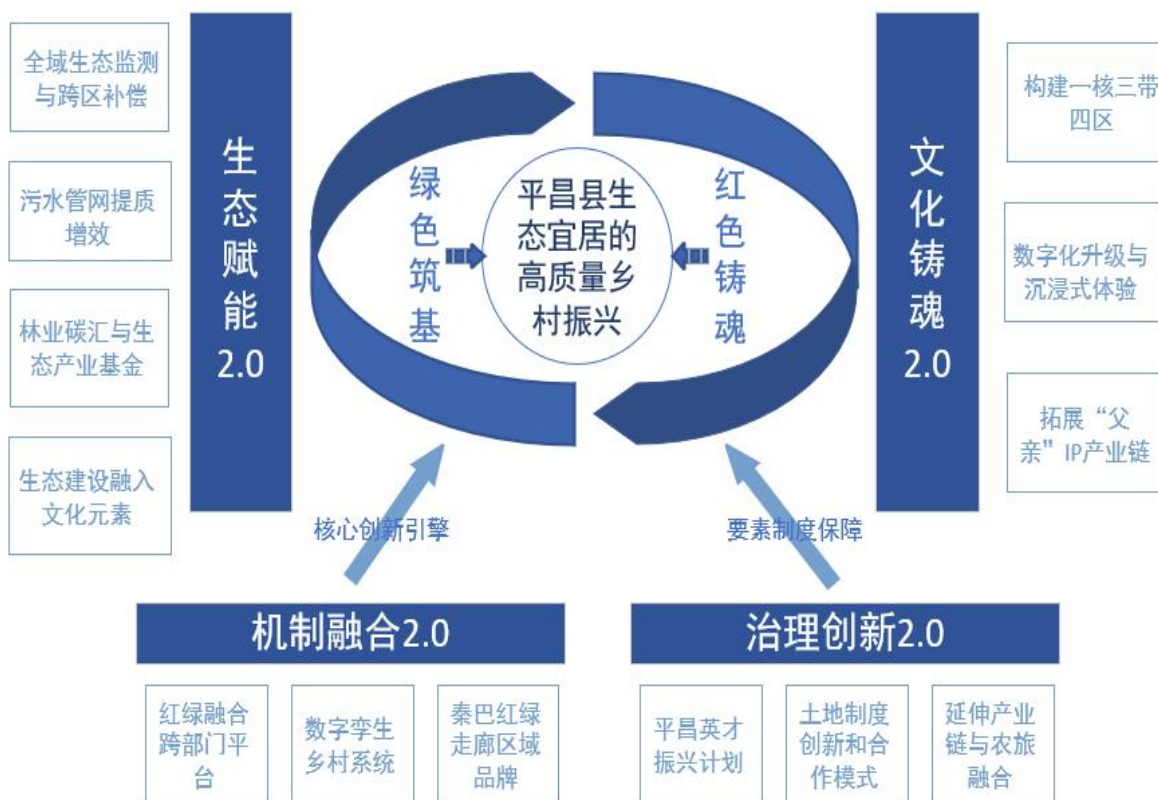 全域生态监测
与跨区补偿
污水管网提质
增效
林业碳汇与生
态产业基金
生态建设融入
文化元素
生态赋能2.0
绿色筑基
平昌县生
态宜居的
高质量乡
村振兴
红色铸魂
文化铸魂2.0
构建一核三带
四区
数字化升级与
沉浸式体验
拓展“父
亲”IP产业链
核心创新引擎
要素制度保障
机制融合2.0
红绿融合
跨部门平
台
数字孪生
乡村系统
秦巴红绿
走廊区域
品牌
治理创新2.0
平昌英才
振兴计划
土地制度
创新和合
作模式
延伸产业
链与农旅
融合